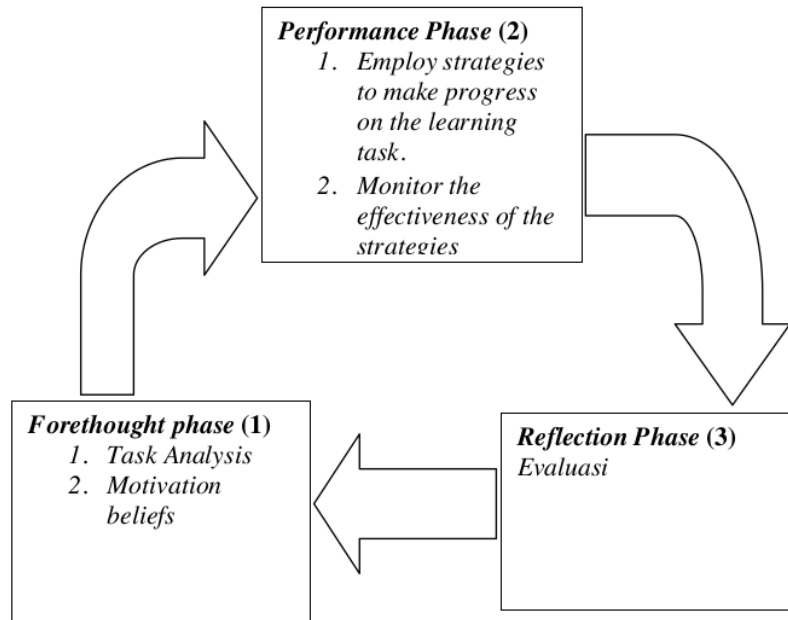 Performance Phase (2)
1. Employ strategies
to make progress
on the learning
task.
2. Monitor the
effectiveness of the
strategies
Forethought phase (1)
1. Task Analysis
2. Motivation
beliefs
Reflection Phase (3)
Evaluasi